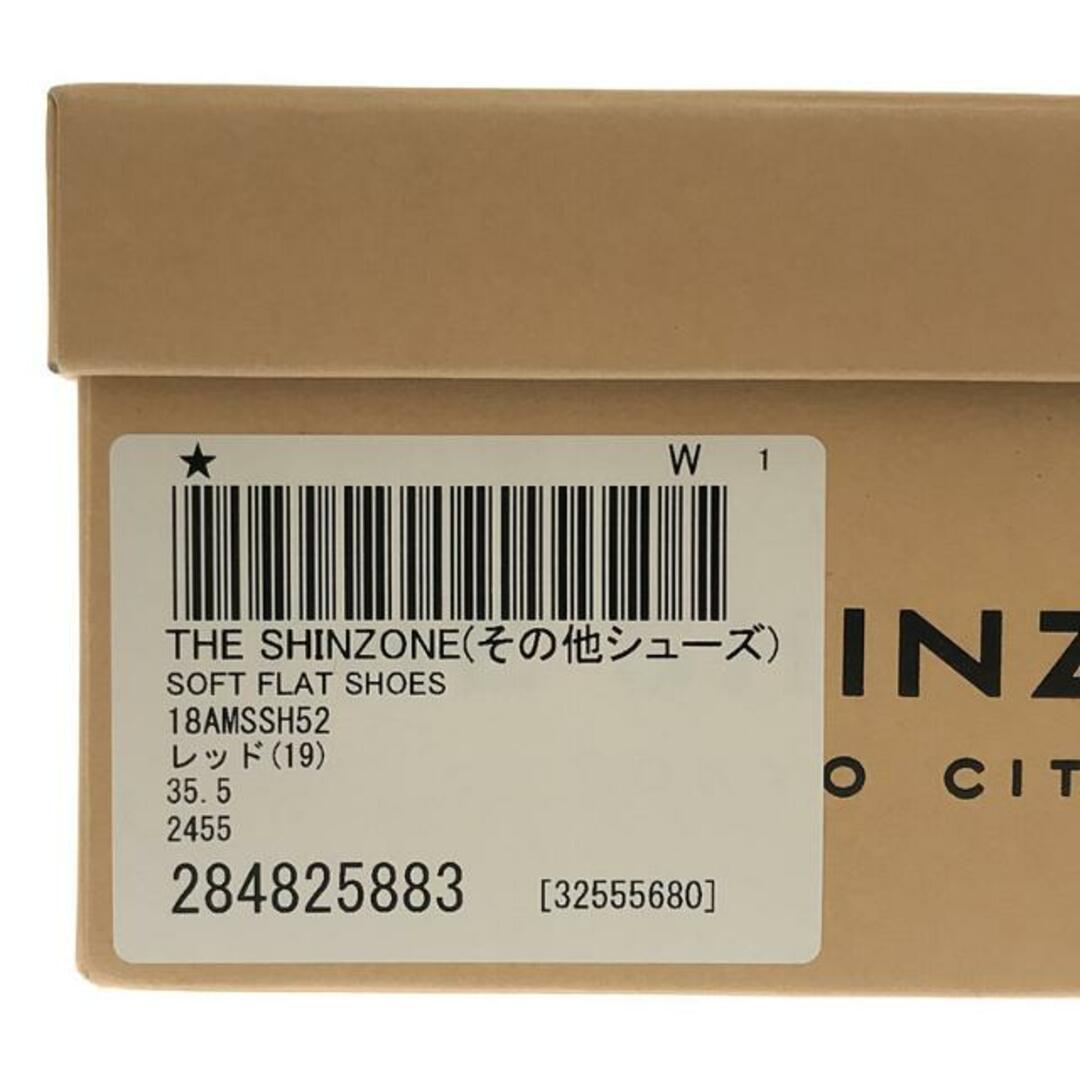 ★ W 1
THE SHINZONE(その他シューズ)
SOFT FLAT SHOES
18AMSSH52
レッド(19)
35.5
2455
284825883 [32555680]
INZ
O CIT